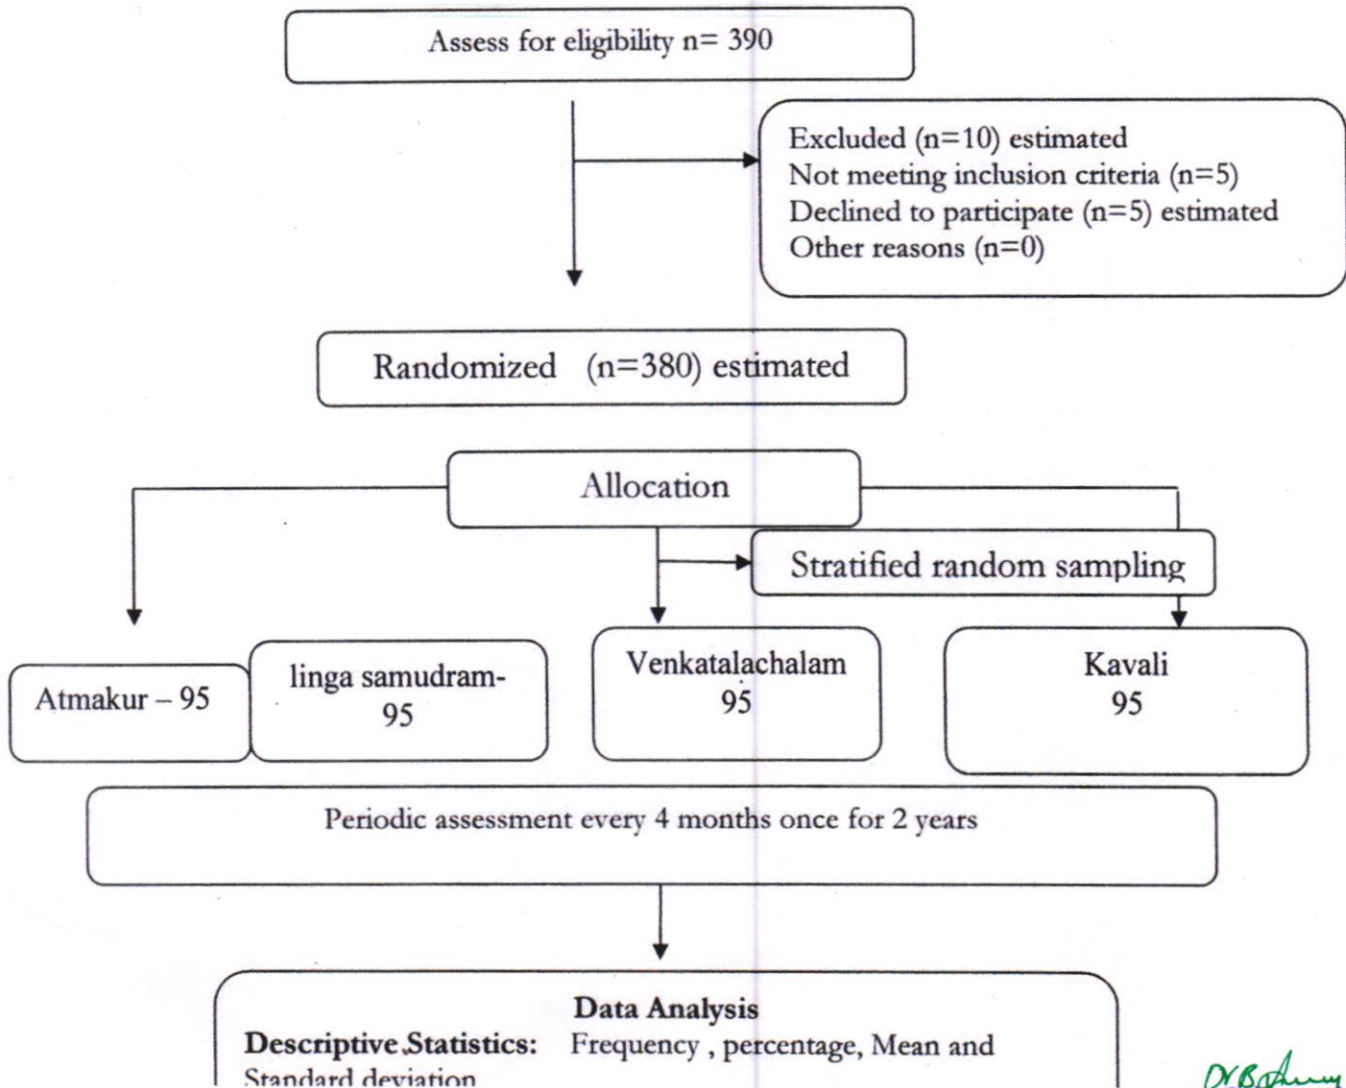 Assess for eligibility n= 390
Excluded (n=10) estimated
Not meeting inclusion criteria (n=5)
Declined to participate (n=5) estimated
Other reasons (n=0)
Randomized (n=380) estimated
Allocation
Stratified random sampling
Atmakur – 95
linga samudram-
95
Venkatalachalam
95
Kavali
95
Periodic assessment every 4 months once for 2 years
Data Analysis
Descriptive Statistics: Frequency , percentage, Mean and
Standard deviation